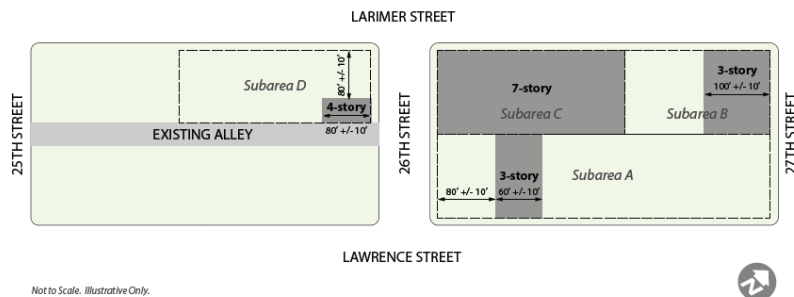 LARIMER STREET
25TH STREET
Subarea D
80' +/- 10'
4-story
80' +/- 10'
EXISTING ALLEY
26TH STREET
7-story
Subarea C
3-story
100' +/- 10'
Subarea B
3-story
60' +/- 10'
80' +/- 10'
Subarea A
27TH STREET
LAWRENCE STREET
Not to Scale. Illustrative Only.
N